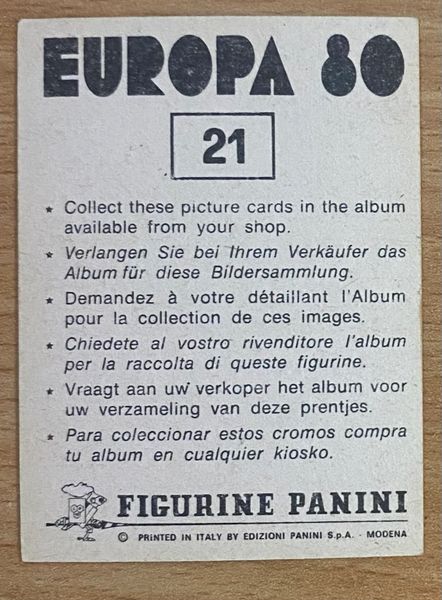 EUROPA 80
21
★ Collect these picture cards in the album
available from your shop.
★ Verlangen Sie bei Ihrem Verkäufer das
Album für diese Bildersammlung.
★ Demandez à votre détaillant l'Album
pour la collection de ces images.
★ Chiedete al vostro rivenditore l'album
per la raccolta di queste figurine.
★ Vraagt aan uw verkoper het album voor
uw verzameling van deze prentjes.
★ Para coleccionar estos cromos compra
tu album en cualquier kiosko.
FIGURINE PANINI
© PRINTED IN ITALY BY EDIZIONI PANINI S.p.A. - MODENA